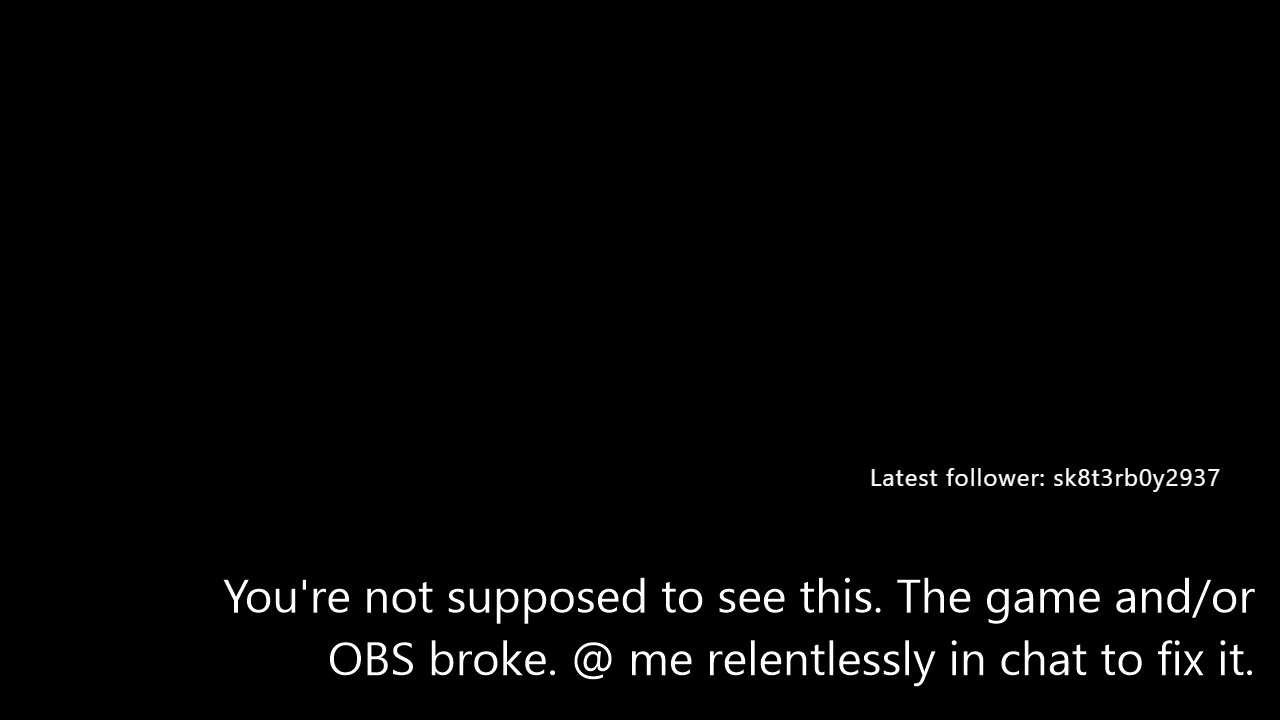 Latest follower: sk8t3rb0y2937
You're not supposed to see this. The game and/or
OBS broke. @ me relentlessly in chat to fix it.